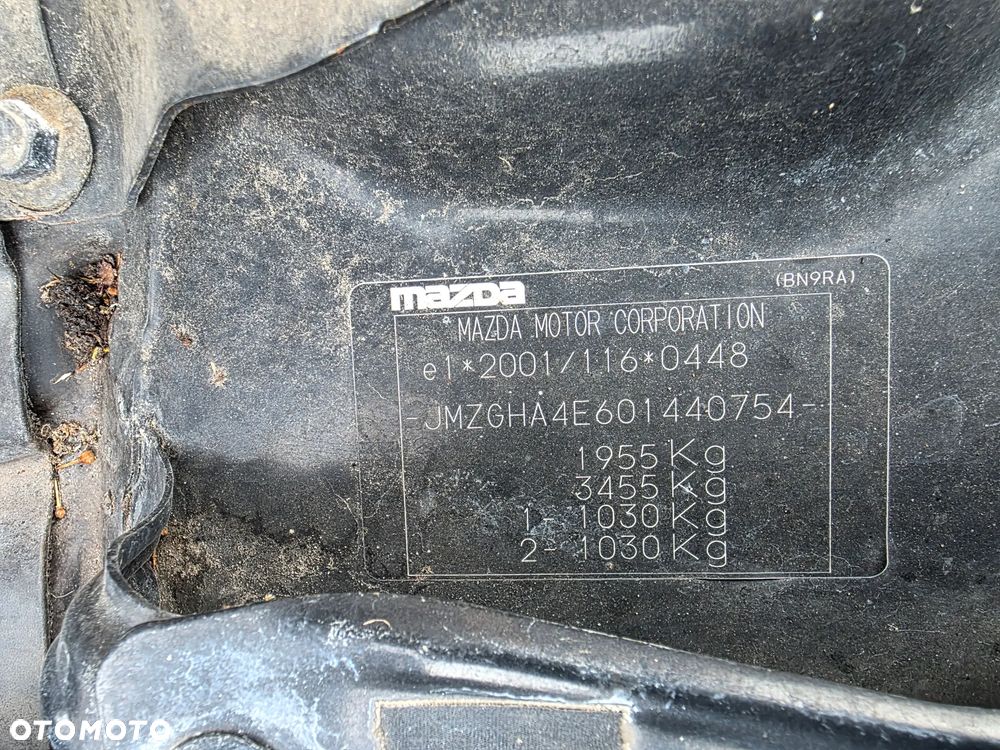 mazda (BN9RA)
MAZDA MOTOR CORPORATION
e1*2001/116*0448
-JMZGHA4E601440754-
1955 Kg
3455 Kg
1- 1030 Kg
2- 1030 Kg
OTOMOTO